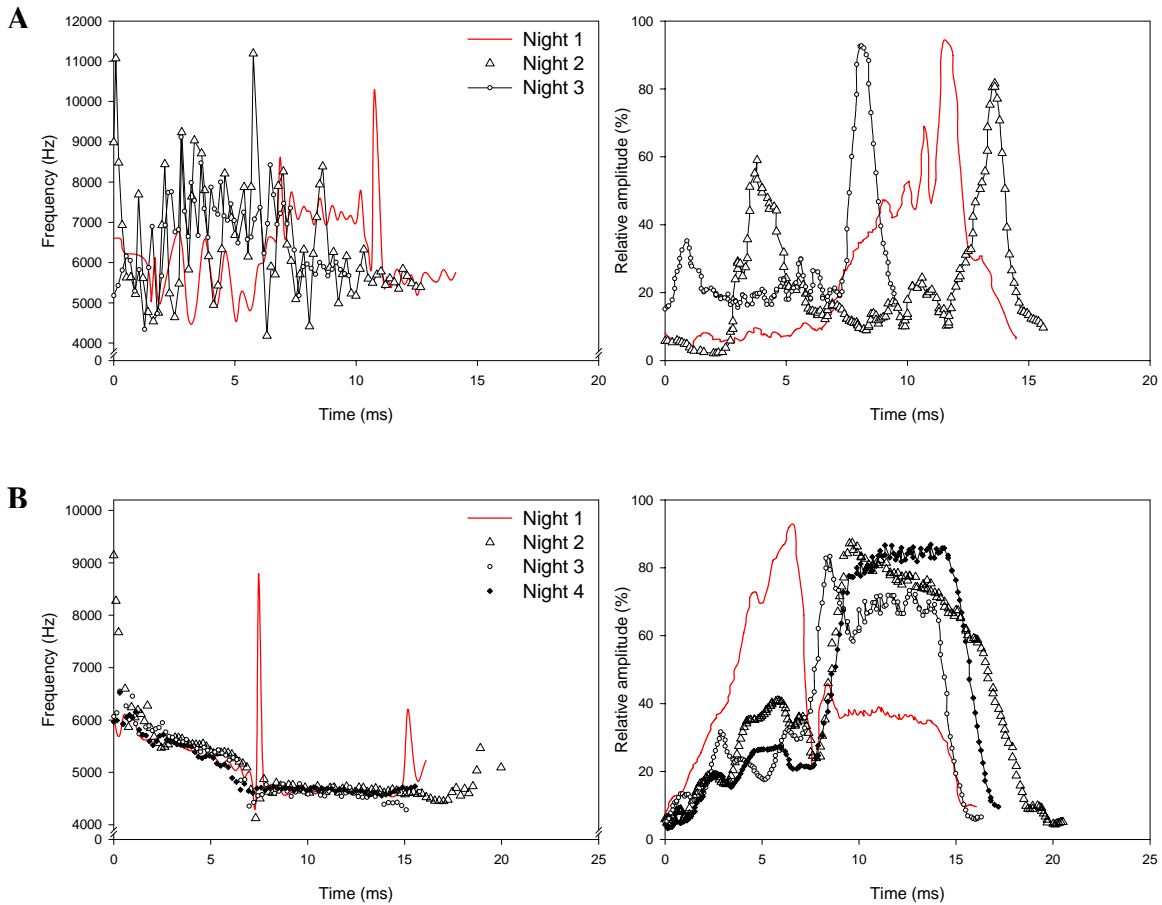 A
Frequency (Hz)
12000
11000
10000
9000
8000
7000
6000
5000
4000
0
Night 1
Night 2
Night 3
0 5 10 15 20
Time (ms)
Relative amplitude (%)
100
80
60
40
20
0
0 5 10 15 20
Time (ms)
B
Frequency (Hz)
10000
9000
8000
7000
6000
5000
4000
0
Night 1
Night 2
Night 3
Night 4
0 5 10 15 20 25
Time (ms)
Relative amplitude (%)
100
80
60
40
20
0
0 5 10 15 20 25
Time (ms)